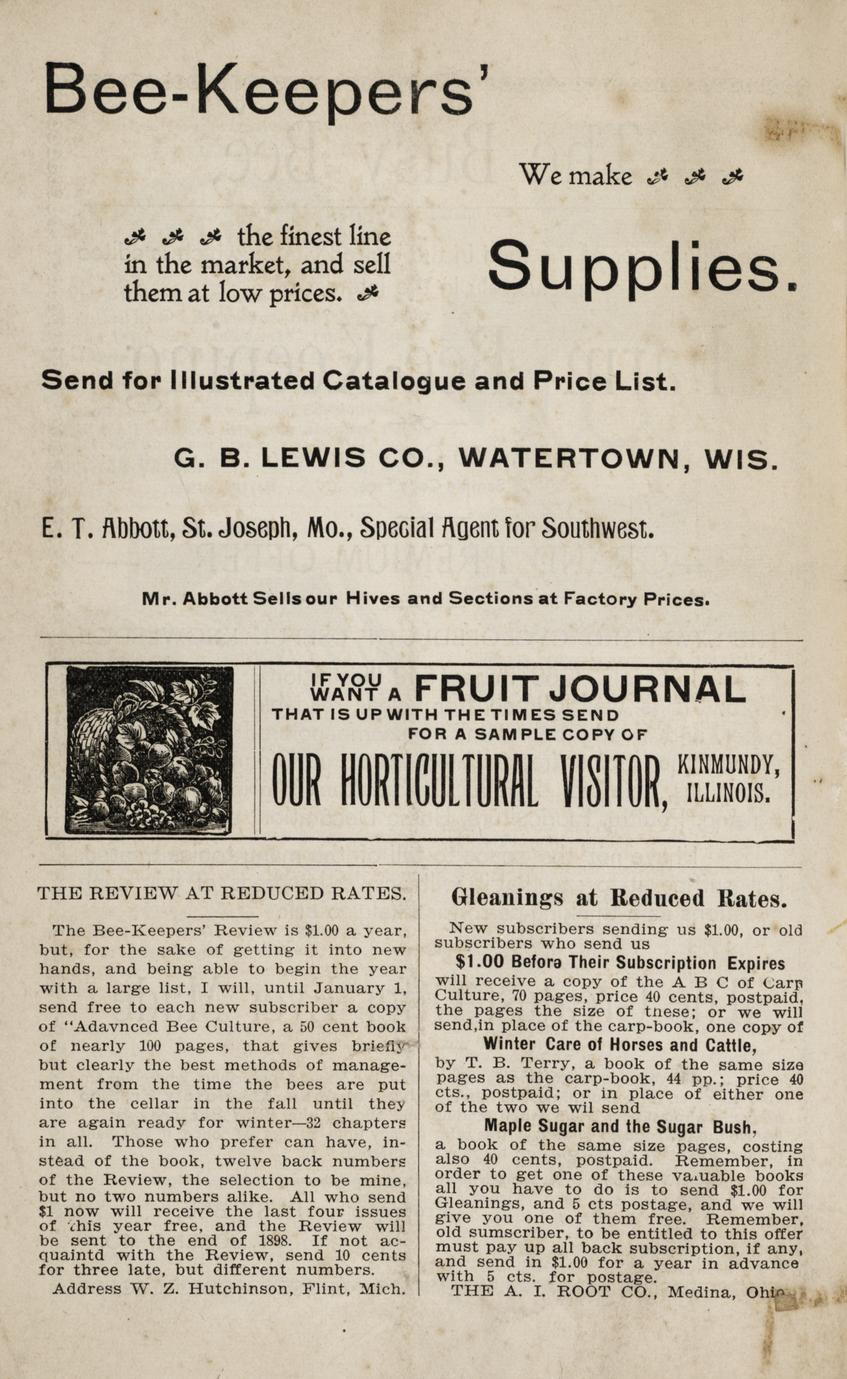 Bee-Keepers'
We make
the finest line
in the market, and sell
them at low prices.
Supplies.
Send for Illustrated Catalogue and Price List.
G. B. LEWIS CO., WATERTOWN, WIS.
E. T. Abbott, St. Joseph, Mo., Special Agent for Southwest.
Mr. Abbott Sells our Hives and Sections at Factory Prices.
IF YOU
WANT A FRUIT JOURNAL
THAT IS UP WITH THE TIMES SEND
FOR A SAMPLE COPY OF
OUR HORTICULTURAL VISITOR, KINMUNDY,
ILLINOIS.
THE REVIEW AT REDUCED RATES.
The Bee-Keepers' Review is $1.00 a year,
but, for the sake of getting it into new
hands, and being able to begin the year
with a large list, I will, until January 1,
send free to each new subscriber a copy
of "Adavnced Bee Culture, a 50 cent book
of nearly 100 pages, that gives briefly
but clearly the best methods of manage-
ment from the time the bees are put
into the cellar in the fall until they
are again ready for winter—32 chapters
in all. Those who prefer can have, in-
stead of the book, twelve back numbers
of the Review, the selection to be mine,
but no two numbers alike. All who send
$1 now will receive the last four issues
of this year free, and the Review will
be sent to the end of 1898. If not ac-
quaintd with the Review, send 10 cents
for three late, but different numbers.
Address W. Z. Hutchinson, Flint, Mich.
Gleanings at Reduced Rates.
New subscribers sending us $1.00, or old
subscribers who send us
$1.00 Before Their Subscription Expires
will receive a copy of the A B C of Carp
Culture, 70 pages, price 40 cents, postpaid,
the pages the size of tnese; or we will
send,in place of the carp-book, one copy of
Winter Care of Horses and Cattle,
by T. B. Terry, a book of the same size
pages as the carp-book, 44 pp.; price 40
cts., postpaid; or in place of either one
of the two we wil send
Maple Sugar and the Sugar Bush,
a book of the same size pages, costing
also 40 cents, postpaid. Remember, in
order to get one of these valuable books
all you have to do is to send $1.00 for
Gleanings, and 5 cts postage, and we will
give you one of them free. Remember,
old sumscriber, to be entitled to this offer
must pay up all back subscription, if any,
and send in $1.00 for a year in advance
with 5 cts. for postage.
THE A. I. ROOT CO., Medina, Ohio